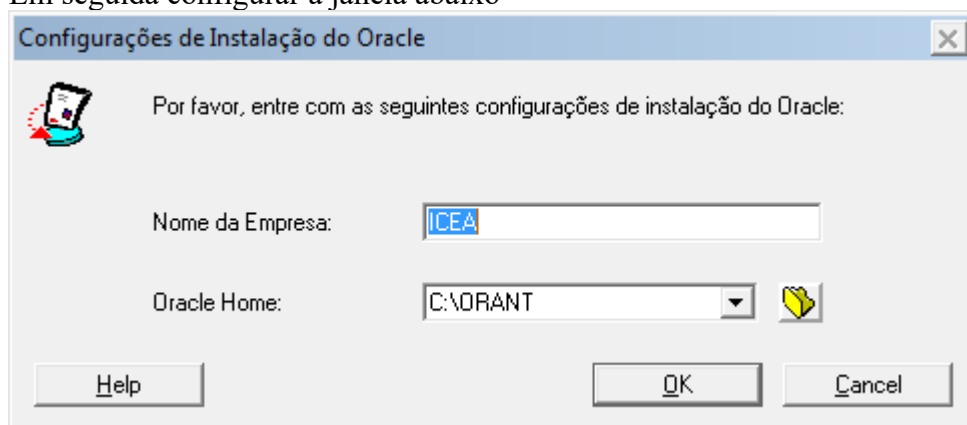 Em seguida configurar a janela abaixo
Configurações de Instalação do Oracle
Por favor, entre com as seguintes configurações de instalação do Oracle:
Nome da Empresa: ICEA
Oracle Home: C:\ORANT
Help OK Cancel